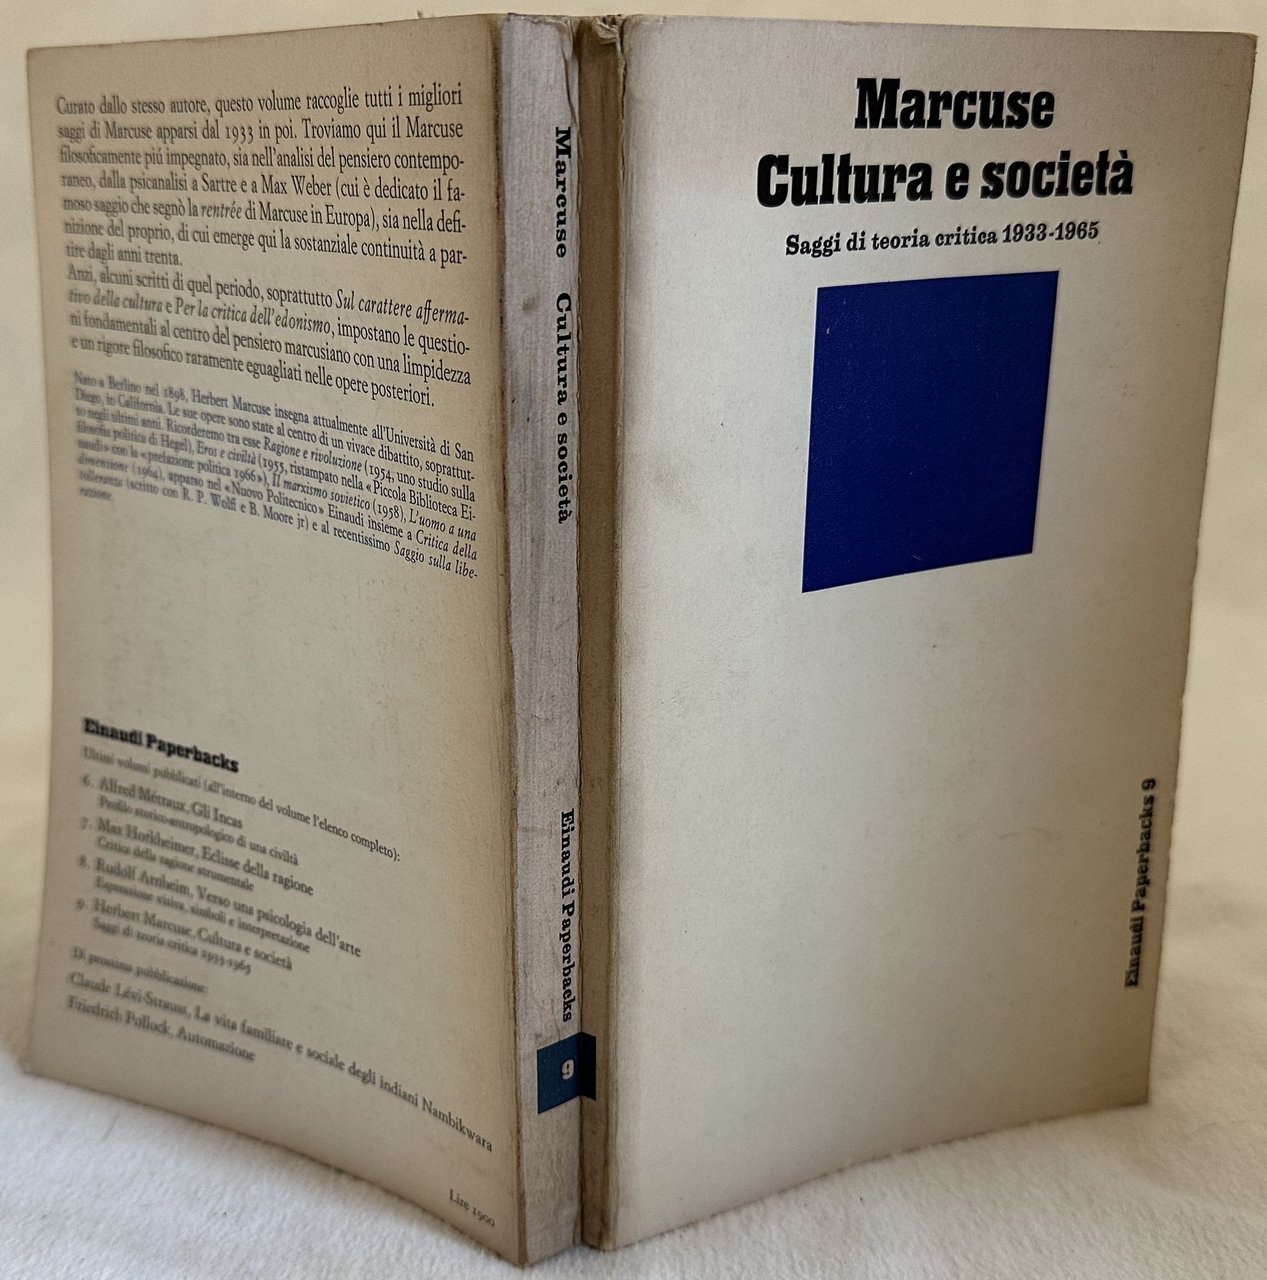 Curato dallo stesso autore, questo volume raccoglie tutti i migliori
saggi di Marcuse apparsi dal 1933 in poi. Troviamo qui il Marcuse
filosoficamente piú impegnato, sia nell'analisi del pensiero contempo-
raneo, dalla psicanalisi a Sartre e a Max Weber (cui è dedicato il fa-
moso saggio che segnò la rentrée di Marcuse in Europa), sia nella defi-
nizione del proprio, di cui emerge qui la sostanziale continuità a par-
tire dagli anni trenta.
Anzi, alcuni scritti di quel periodo, soprattutto Sul carattere afferma-
tivo della cultura e Per la critica dell'edonismo, impostano le questio-
ni fondamentali al centro del pensiero marcusiano con una limpidezza
e un rigore filosofico raramente eguagliati nelle opere posteriori.
Nato a Berlino nel 1898, Herbert Marcuse insegna attualmente all'Università di San
Diego, in California. Le sue opere sono state al centro di un vivace dibattito, soprattut-
to negli ultimi anni. Ricorderemo tra esse Ragione e rivoluzione (1954, uno studio sulla
filosofia politica di Hegel), Eros e civiltà (1955, ristampato nella «Piccola Biblioteca Ei-
naudi» con la «prefazione politica 1966»), Il marxismo sovietico (1958), L'uomo a una
dimensione (1964), apparso nel «Nuovo Politecnico» Einaudi insieme a Critica della
tolleranza (scritto con R. P. Wolff e B. Moore jr) e al recentissimo Saggio sulla libe-
razione.
Einaudi Paperbacks
Ultimi volumi pubblicati (all'interno del volume l'elenco completo):
6. Alfred Métraux, Gli Incas
Profilo storico-antropologico di una civiltà
7. Max Horkheimer, Eclisse della ragione
Critica della ragione strumentale
8. Rudolf Arnheim, Verso una psicologia dell'arte
Espressione visiva, simboli e interpretazione
9. Herbert Marcuse, Cultura e società
Saggi di teoria critica 1933-1965
Di prossima pubblicazione:
Claude Lévi-Strauss, La vita familiare e sociale degli indiani Nambikwara
Friedrich Pollock, Automazione
Lire 1900
Marcuse Cultura e società
Einaudi Paperbacks
9
Marcuse
Cultura e società
Saggi di teoria critica 1933-1965
Einaudi Paperbacks 9